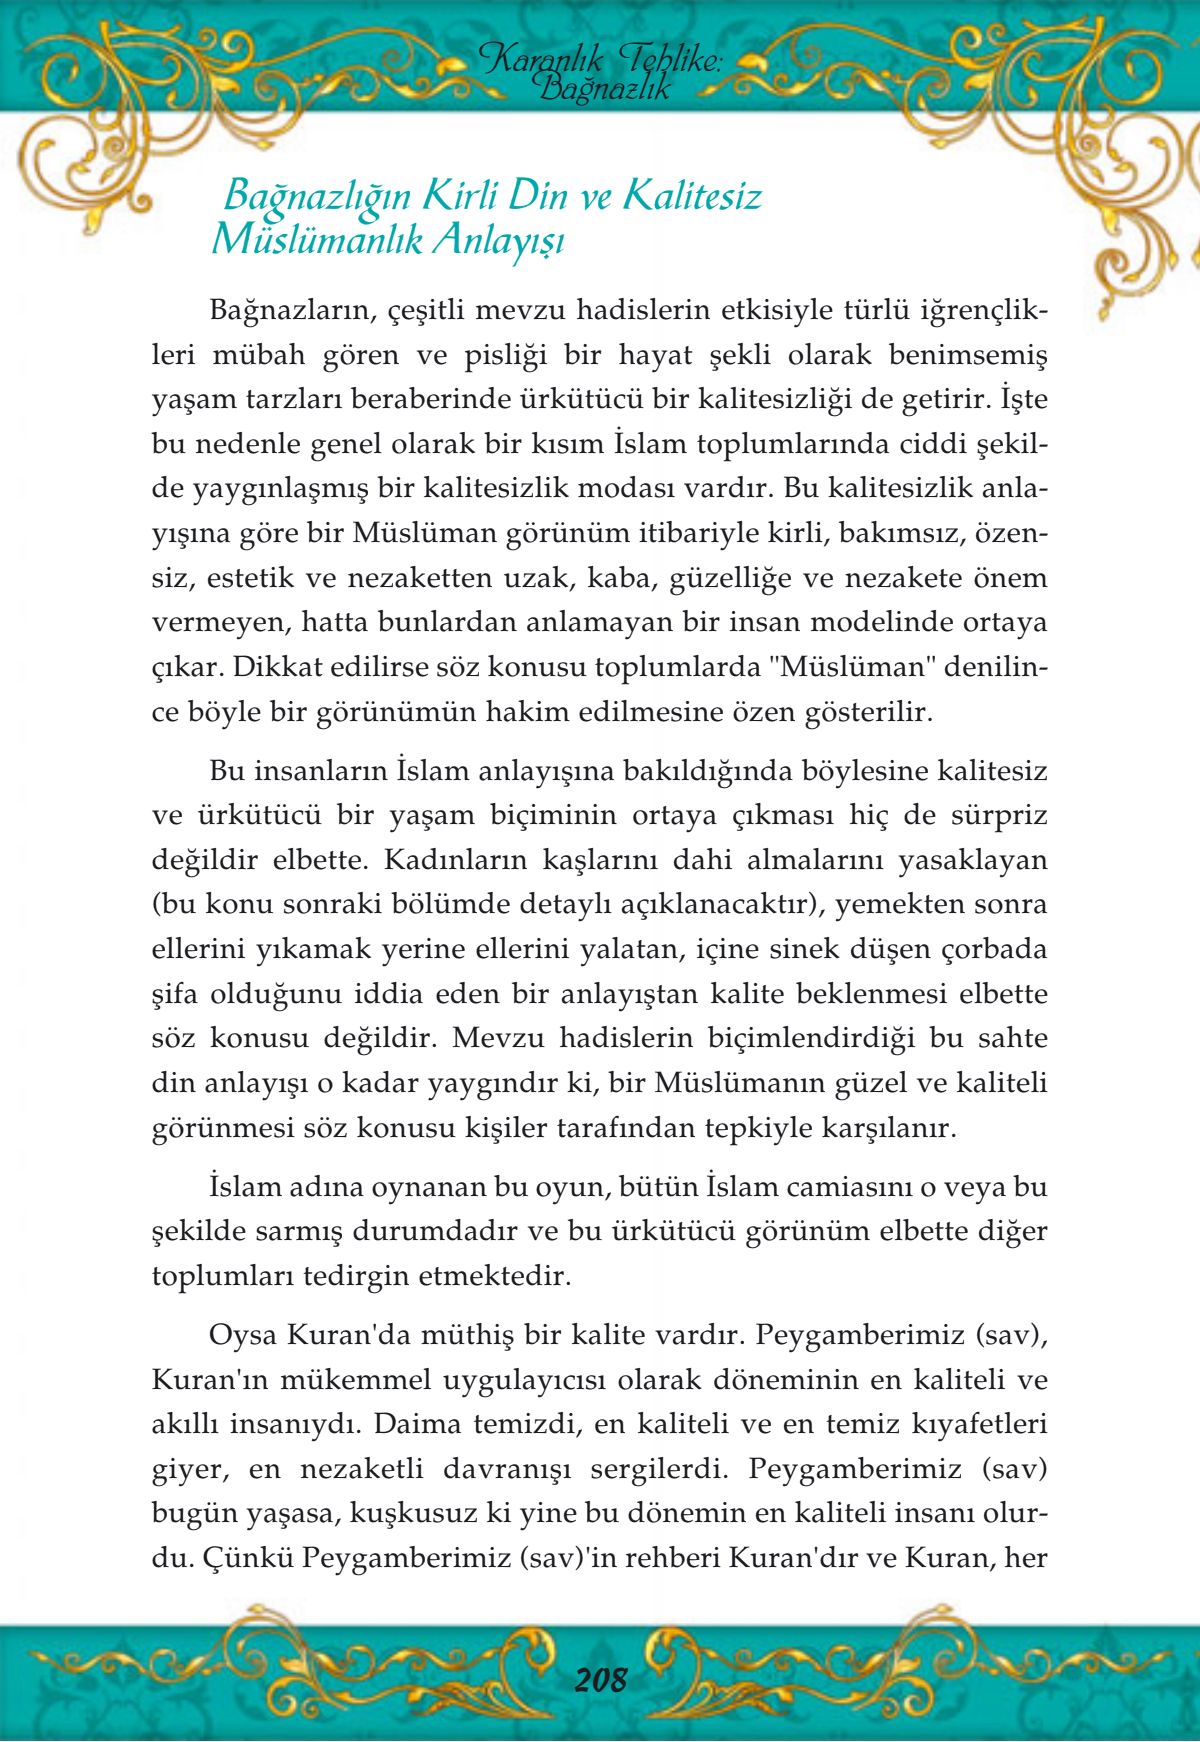 Karanlık Tehlike:
Bağnazlık
Bağnazlığın Kirli Din ve Kalitesiz
Müslümanlık Anlayışı
Bağnazların, çeşitli mevzu hadislerin etkisiyle türlü iğrençlik-
leri mübah gören ve pisliği bir hayat şekli olarak benimsemiş
yaşam tarzları beraberinde ürkütücü bir kalitesizliği de getirir. İşte
bu nedenle genel olarak bir kısım İslam toplumlarında ciddi şekil-
de yaygınlaşmış bir kalitesizlik modası vardır. Bu kalitesizlik anla-
yışına göre bir Müslüman görünüm itibariyle kirli, bakımsız, özen-
siz, estetik ve nezaketten uzak, kaba, güzelliğe ve nezakete önem
vermeyen, hatta bunlardan anlamayan bir insan modelinde ortaya
çıkar. Dikkat edilirse söz konusu toplumlarda "Müslüman" denilin-
ce böyle bir görünümün hakim edilmesine özen gösterilir.
Bu insanların İslam anlayışına bakıldığında böylesine kalitesiz
ve ürkütücü bir yaşam biçiminin ortaya çıkması hiç de sürpriz
değildir elbette. Kadınların kaşlarını dahi almalarını yasaklayan
(bu konu sonraki bölümde detaylı açıklanacaktır), yemekten sonra
ellerini yıkamak yerine ellerini yalatan, içine sinek düşen çorbada
şifa olduğunu iddia eden bir anlayıştan kalite beklenmesi elbette
söz konusu değildir. Mevzu hadislerin biçimlendirdiği bu sahte
din anlayışı o kadar yaygındır ki, bir Müslümanın güzel ve kaliteli
görünmesi söz konusu kişiler tarafından tepkiyle karşılanır.
İslam adına oynanan bu oyun, bütün İslam camiasını o veya bu
şekilde sarmış durumdadır ve bu ürkütücü görünüm elbette diğer
toplumları tedirgin etmektedir.
Oysa Kuran'da müthiş bir kalite vardır. Peygamberimiz (sav),
Kuran'ın mükemmel uygulayıcısı olarak döneminin en kaliteli ve
akıllı insanıydı. Daima temizdi, en kaliteli ve en temiz kıyafetleri
giyer, en nezaketli davranışı sergilerdi. Peygamberimiz (sav)
bugün yaşasa, kuşkusuz ki yine bu dönemin en kaliteli insanı olur-
du. Çünkü Peygamberimiz (sav)'in rehberi Kuran'dır ve Kuran, her
208